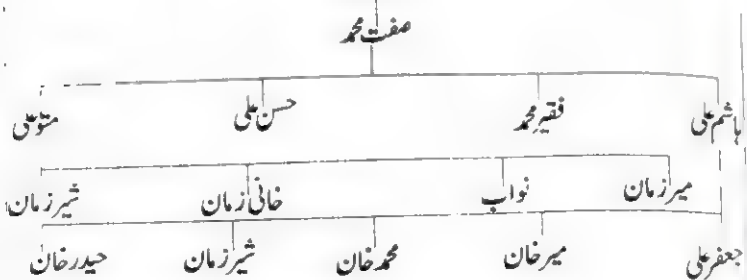 صفت محمد
ہاشم علی فقیر محمد حسن علی متوعلی
میر زمان نواب خانی زمان شیر زمان
جعفر علی میر خان محمد خان شیر زمان حیدر خان